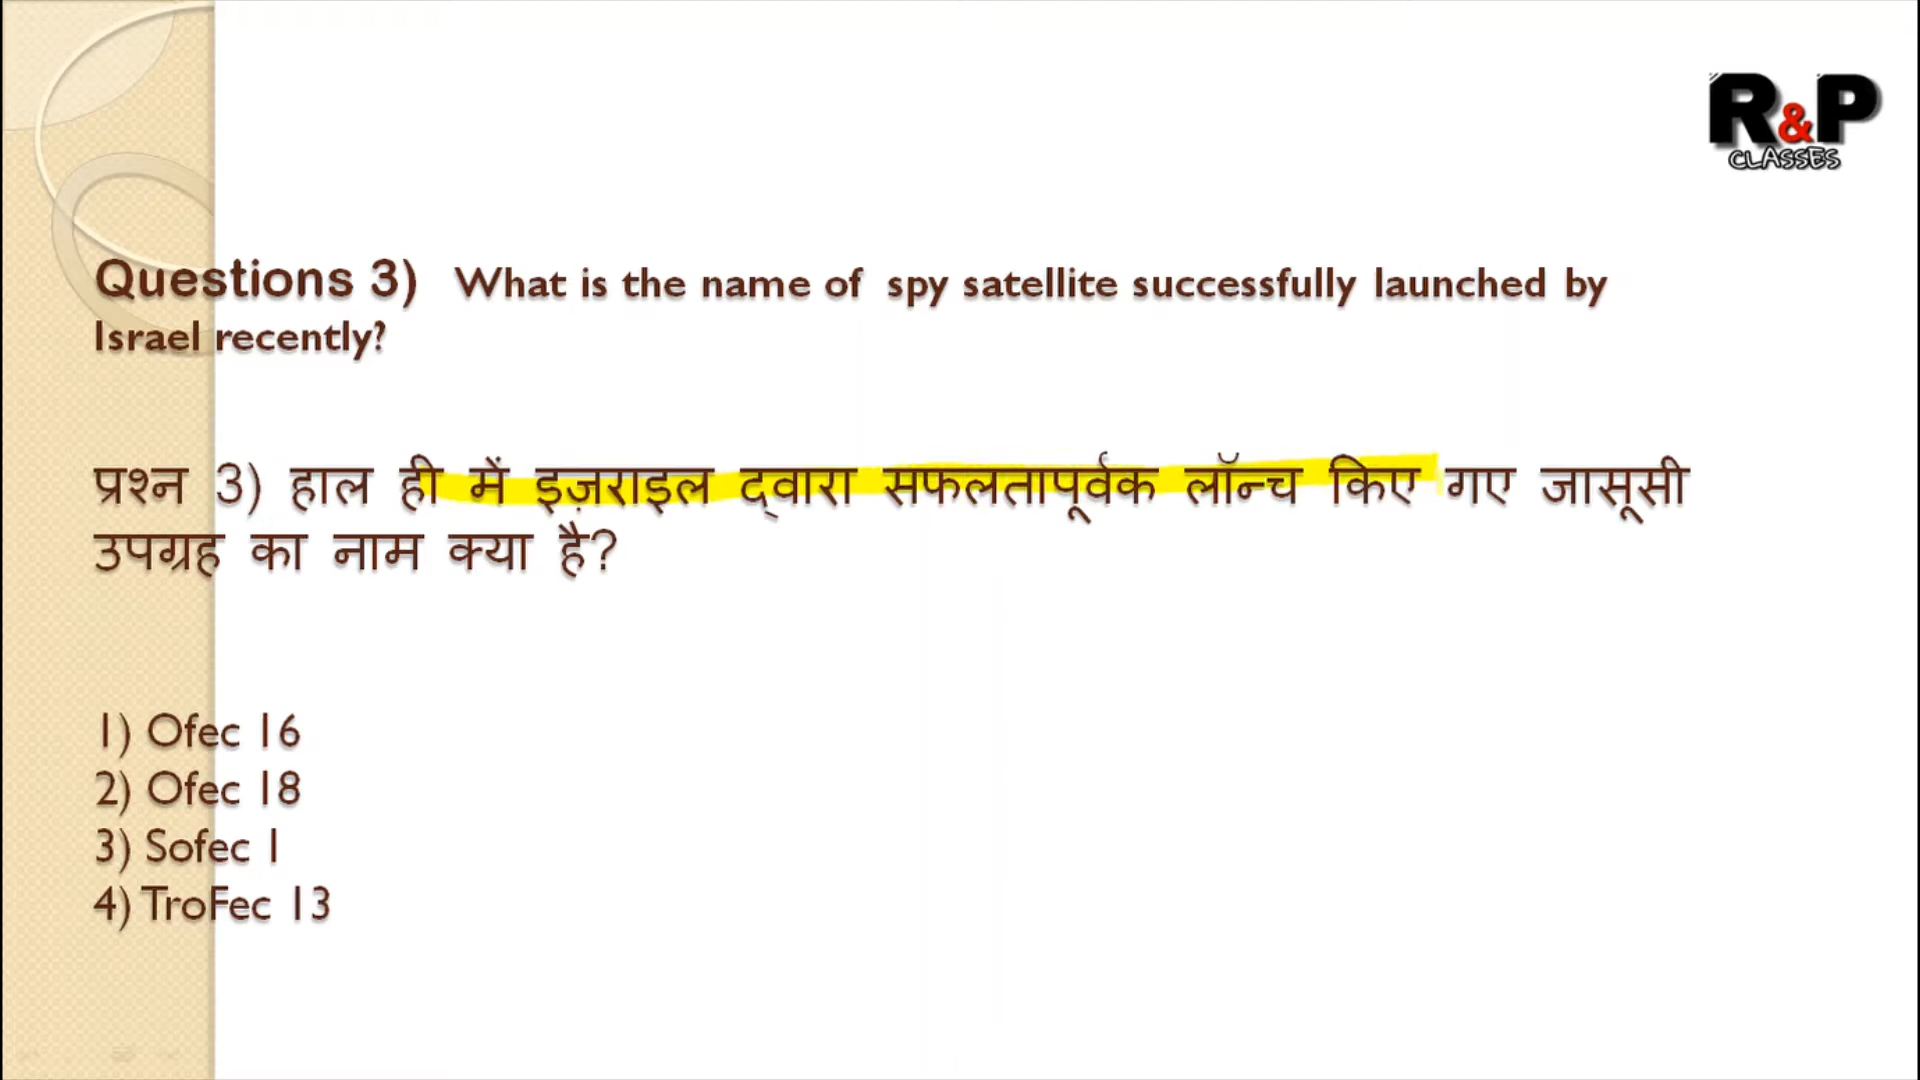 R&P
CLASSES
Questions 3) What is the name of spy satellite successfully launched by
Israel recently?
प्रश्न 3) हाल ही में इज़राइल द्वारा सफलतापूर्वक लॉन्च किए गए जासूसी
उपग्रह का नाम क्या है?
1) Ofec 16
2) Ofec 18
3) Sofec 1
4) TroFec 13